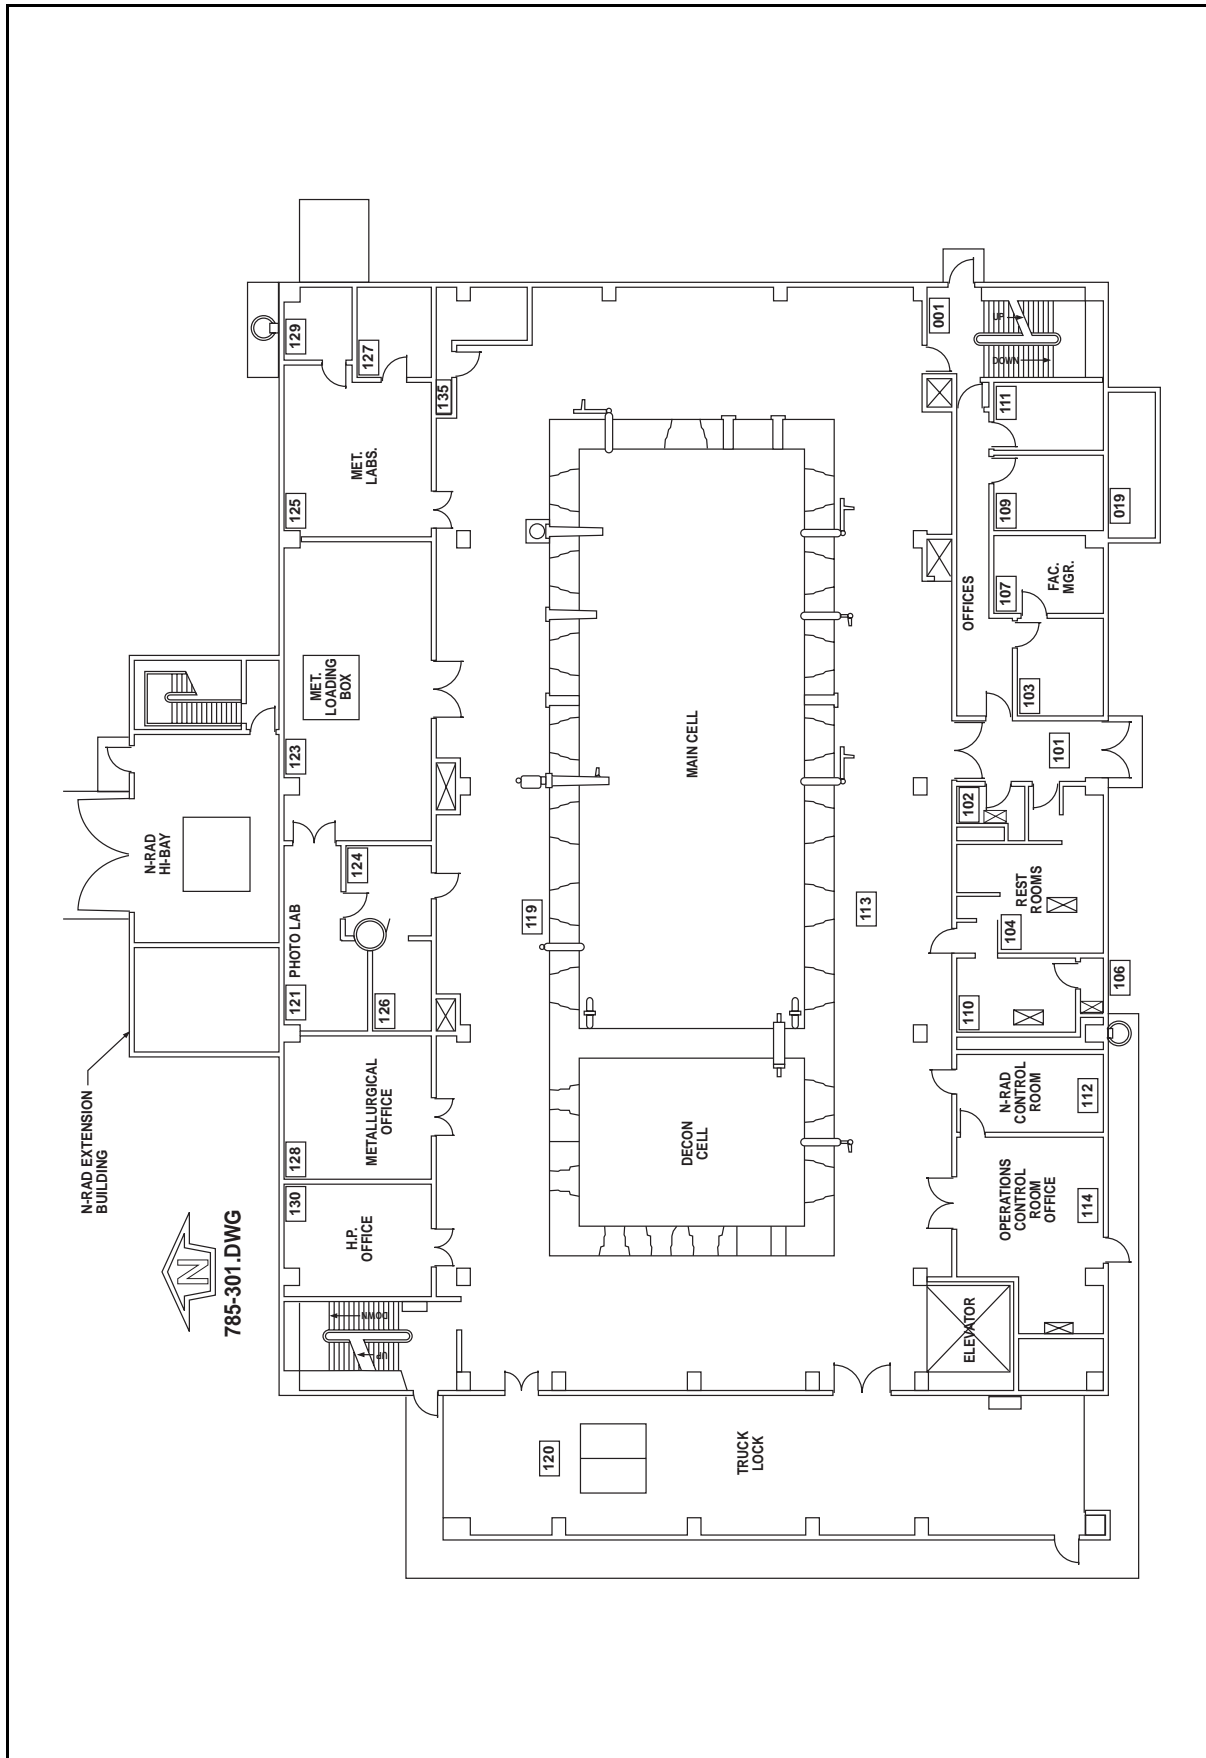 N-RAD EXTENSION
BUILDING
N
785-301.DWG
N-RAD
HI-BAY
130
H.P.
OFFICE
128
METALLURGICAL
OFFICE
121
PHOTO LAB
126
124
123
MET.
LOADING
BOX
125
MET.
LABS.
129
127
135
UP
DOWN
119
DECON
CELL
MAIN CELL
113
120
TRUCK
LOCK
ELEVATOR
OPERATIONS
CONTROL
ROOM
OFFICE
114
N-RAD
CONTROL
ROOM
112
110
106
104
REST
ROOMS
102
101
103
OFFICES
107
FAC.
MGR.
109
019
111
001
UP
DOWN